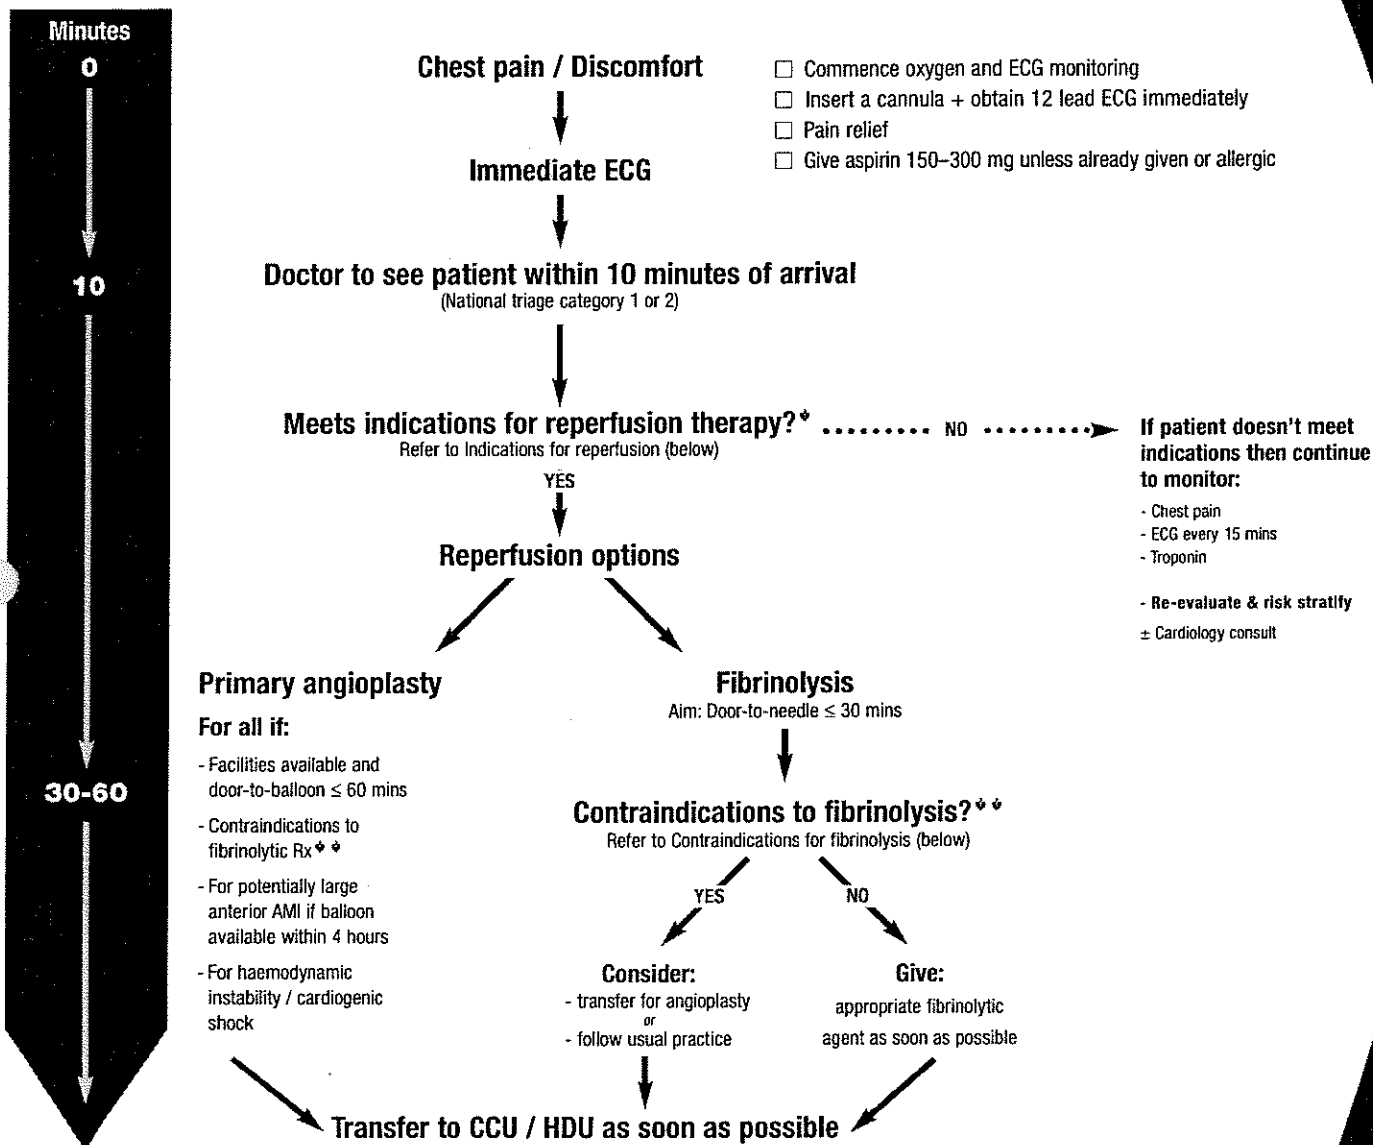 Minutes
0
10
30-60
Chest pain / Discomfort
☐ Commence oxygen and ECG monitoring
☐ Insert a cannula + obtain 12 lead ECG immediately
☐ Pain relief
☐ Give aspirin 150–300 mg unless already given or allergic
Immediate ECG
Doctor to see patient within 10 minutes of arrival
(National triage category 1 or 2)
Meets indications for reperfusion therapy?*
Refer to Indications for reperfusion (below)
NO
If patient doesn't meet
indications then continue
to monitor:
- Chest pain
- ECG every 15 mins
- Troponin
- Re-evaluate & risk stratify
± Cardiology consult
YES
Reperfusion options
Primary angioplasty
For all if:
- Facilities available and
door-to-balloon ≤ 60 mins
- Contraindications to
fibrinolytic Rx**
- For potentially large
anterior AMI if balloon
available within 4 hours
- For haemodynamic
instability / cardiogenic
shock
Fibrinolysis
Aim: Door-to-needle ≤ 30 mins
Contraindications to fibrinolysis?**
Refer to Contraindications for fibrinolysis (below)
YES
NO
Consider:
- transfer for angioplasty
or
- follow usual practice
Give:
appropriate fibrinolytic
agent as soon as possible
Transfer to CCU / HDU as soon as possible